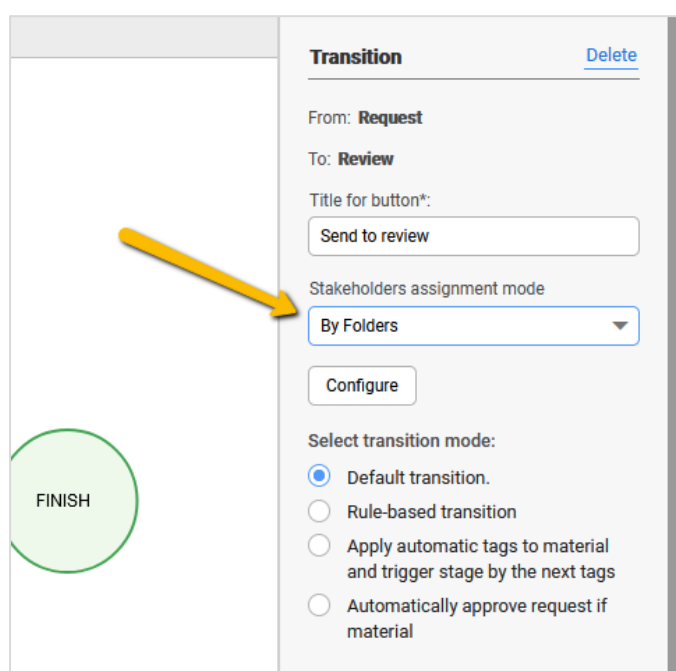 Transition
Delete
From: Request
To: Review
Title for button*:
Send to review
Stakeholders assignment mode
By Folders
Configure
Select transition mode:
Default transition.
Rule-based transition
Apply automatic tags to material
and trigger stage by the next tags
Automatically approve request if
material
FINISH